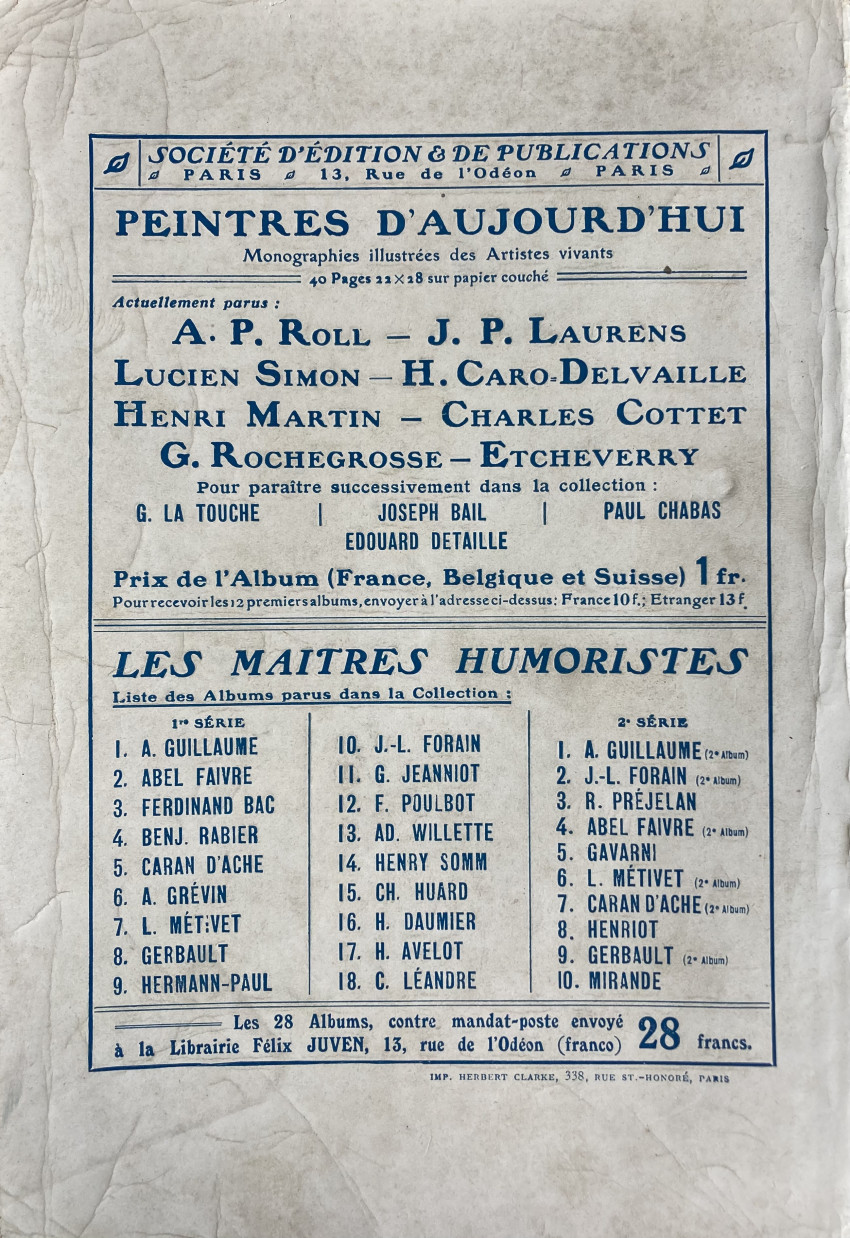 SOCIÉTÉ D'ÉDITION & DE PUBLICATIONS
PARIS 13, Rue de l'Odéon PARIS
PEINTRES D'AUJOURD'HUI
Monographies illustrées des Artistes vivants
40 Pages 22×28 sur papier couché
Actuellement parus :
A. P. ROLL — J. P. LAURENS
LUCIEN SIMON — H. CARO-DELVAILLE
HENRI MARTIN — CHARLES COTTET
G. ROCHEGROSSE — ETCHEVERRY
Pour paraître successivement dans la collection :
G. LA TOUCHE | JOSEPH BAIL | PAUL CHABAS
EDOUARD DETAILLE
Prix de l'Album (France, Belgique et Suisse) 1 fr.
Pour recevoir les 12 premiers albums, envoyer à l'adresse ci-dessus : France 10 f.; Etranger 13 f.
LES MAITRES HUMORISTES
Liste des Albums parus dans la Collection :
1re SÉRIE
1. A. GUILLAUME
2. ABEL FAIVRE
3. FERDINAND BAC
4. BENJ. RABIER
5. CARAN D'ACHE
6. A. GRÉVIN
7. L. MÉTIVET
8. GERBAULT
9. HERMANN-PAUL
10. J.-L. FORAIN
11. G. JEANNIOT
12. F. POULBOT
13. AD. WILLETTE
14. HENRY SOMM
15. CH. HUARD
16. H. DAUMIER
17. H. AVELOT
18. C. LÉANDRE
2e SÉRIE
1. A. GUILLAUME (2e Album)
2. J.-L. FORAIN (2e Album)
3. R. PRÉJELAN
4. ABEL FAIVRE (2e Album)
5. GAVARNI
6. L. MÉTIVET (2e Album)
7. CARAN D'ACHE (2e Album)
8. HENRIOT
9. GERBAULT (2e Album)
10. MIRANDE
Les 28 Albums, contre mandat-poste envoyé
à la Librairie Félix JUVEN, 13, rue de l'Odéon (franco) 28 francs.
IMP. HERBERT CLARKE, 338, RUE ST.-HONORÉ, PARIS